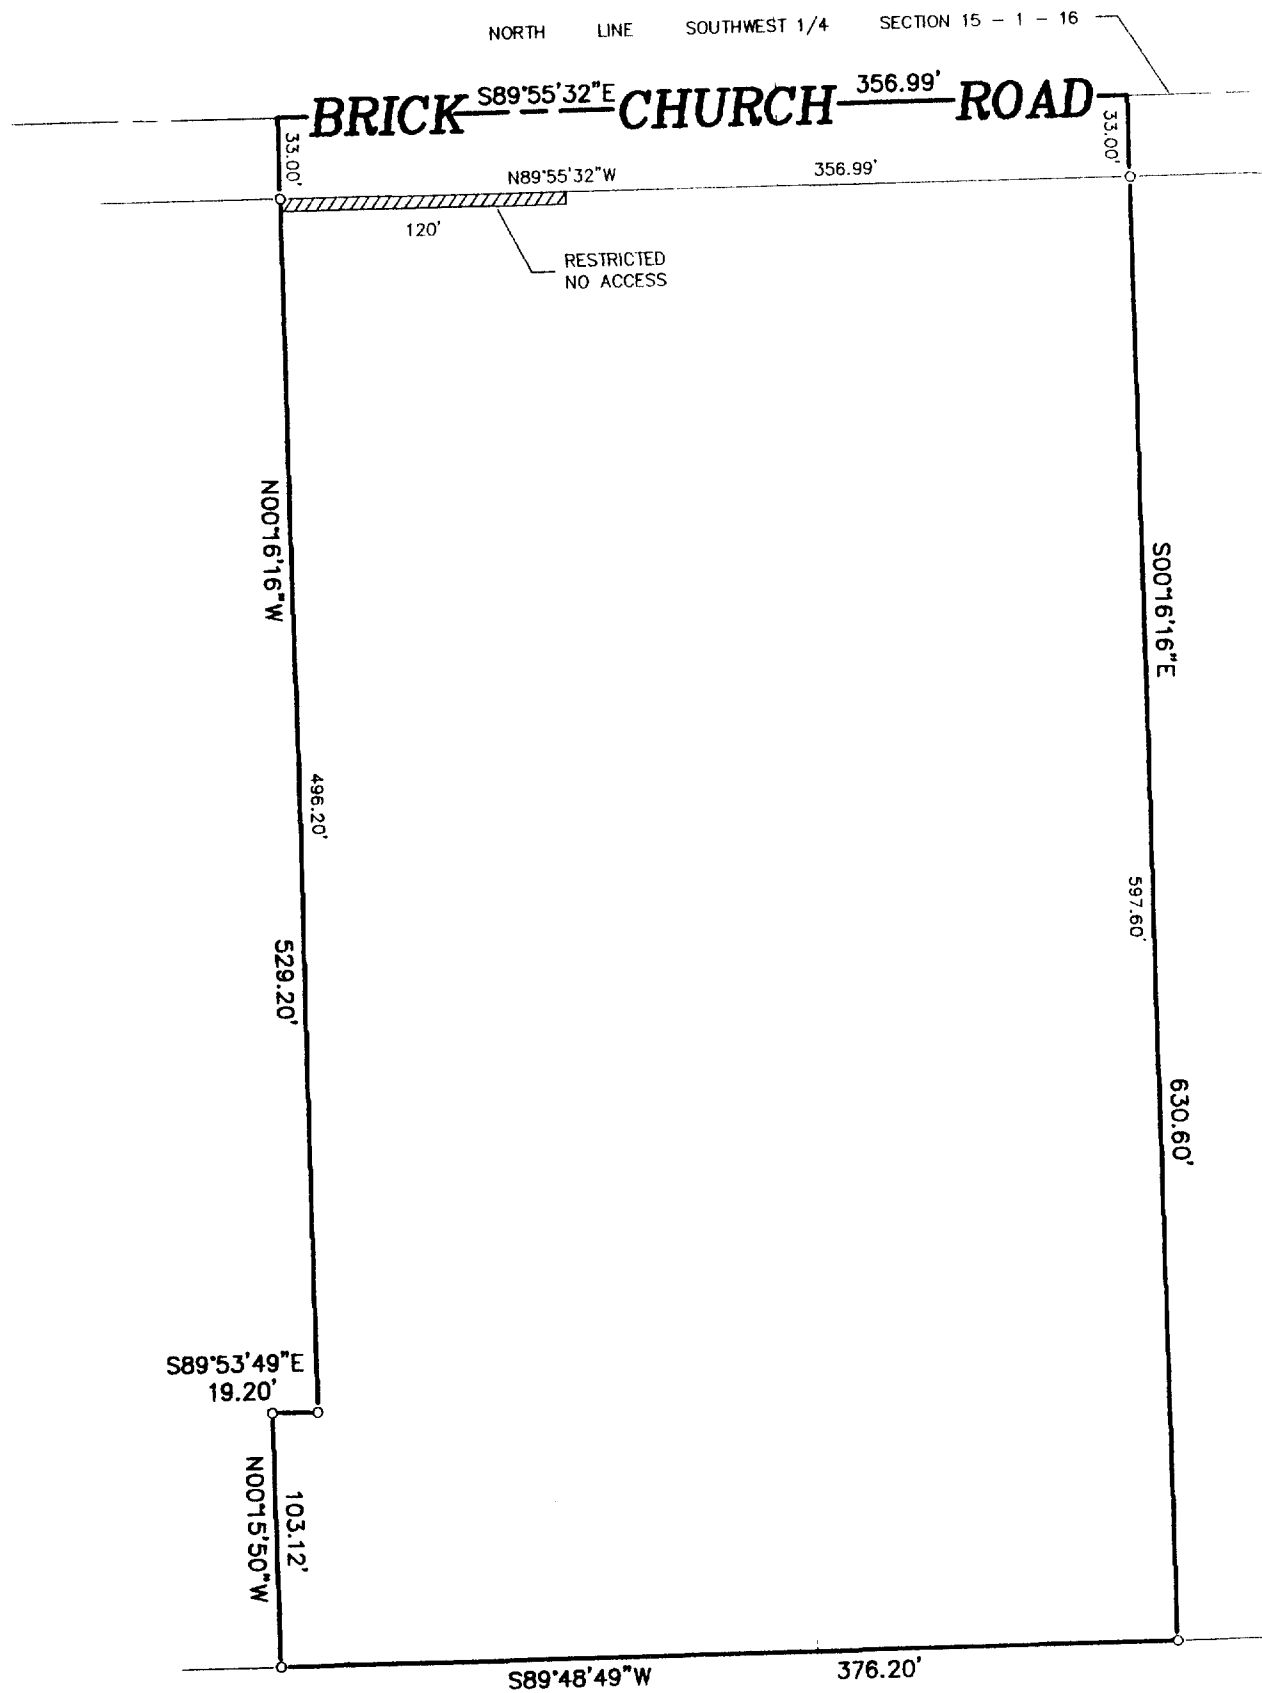 NORTH LINE SOUTHWEST 1/4 SECTION 15 - 1 - 16
BRICK S89°55'32"E CHURCH 356.99' ROAD
33.00'
33.00'
N89°55'32"W 356.99'
120'
RESTRICTED
NO ACCESS
N00°16'16"W
S00°16'16"E
496.20'
597.60'
529.20'
630.60'
S89°53'49"E
19.20'
N00°15'50"W
103.12'
S89°48'49"W 376.20'